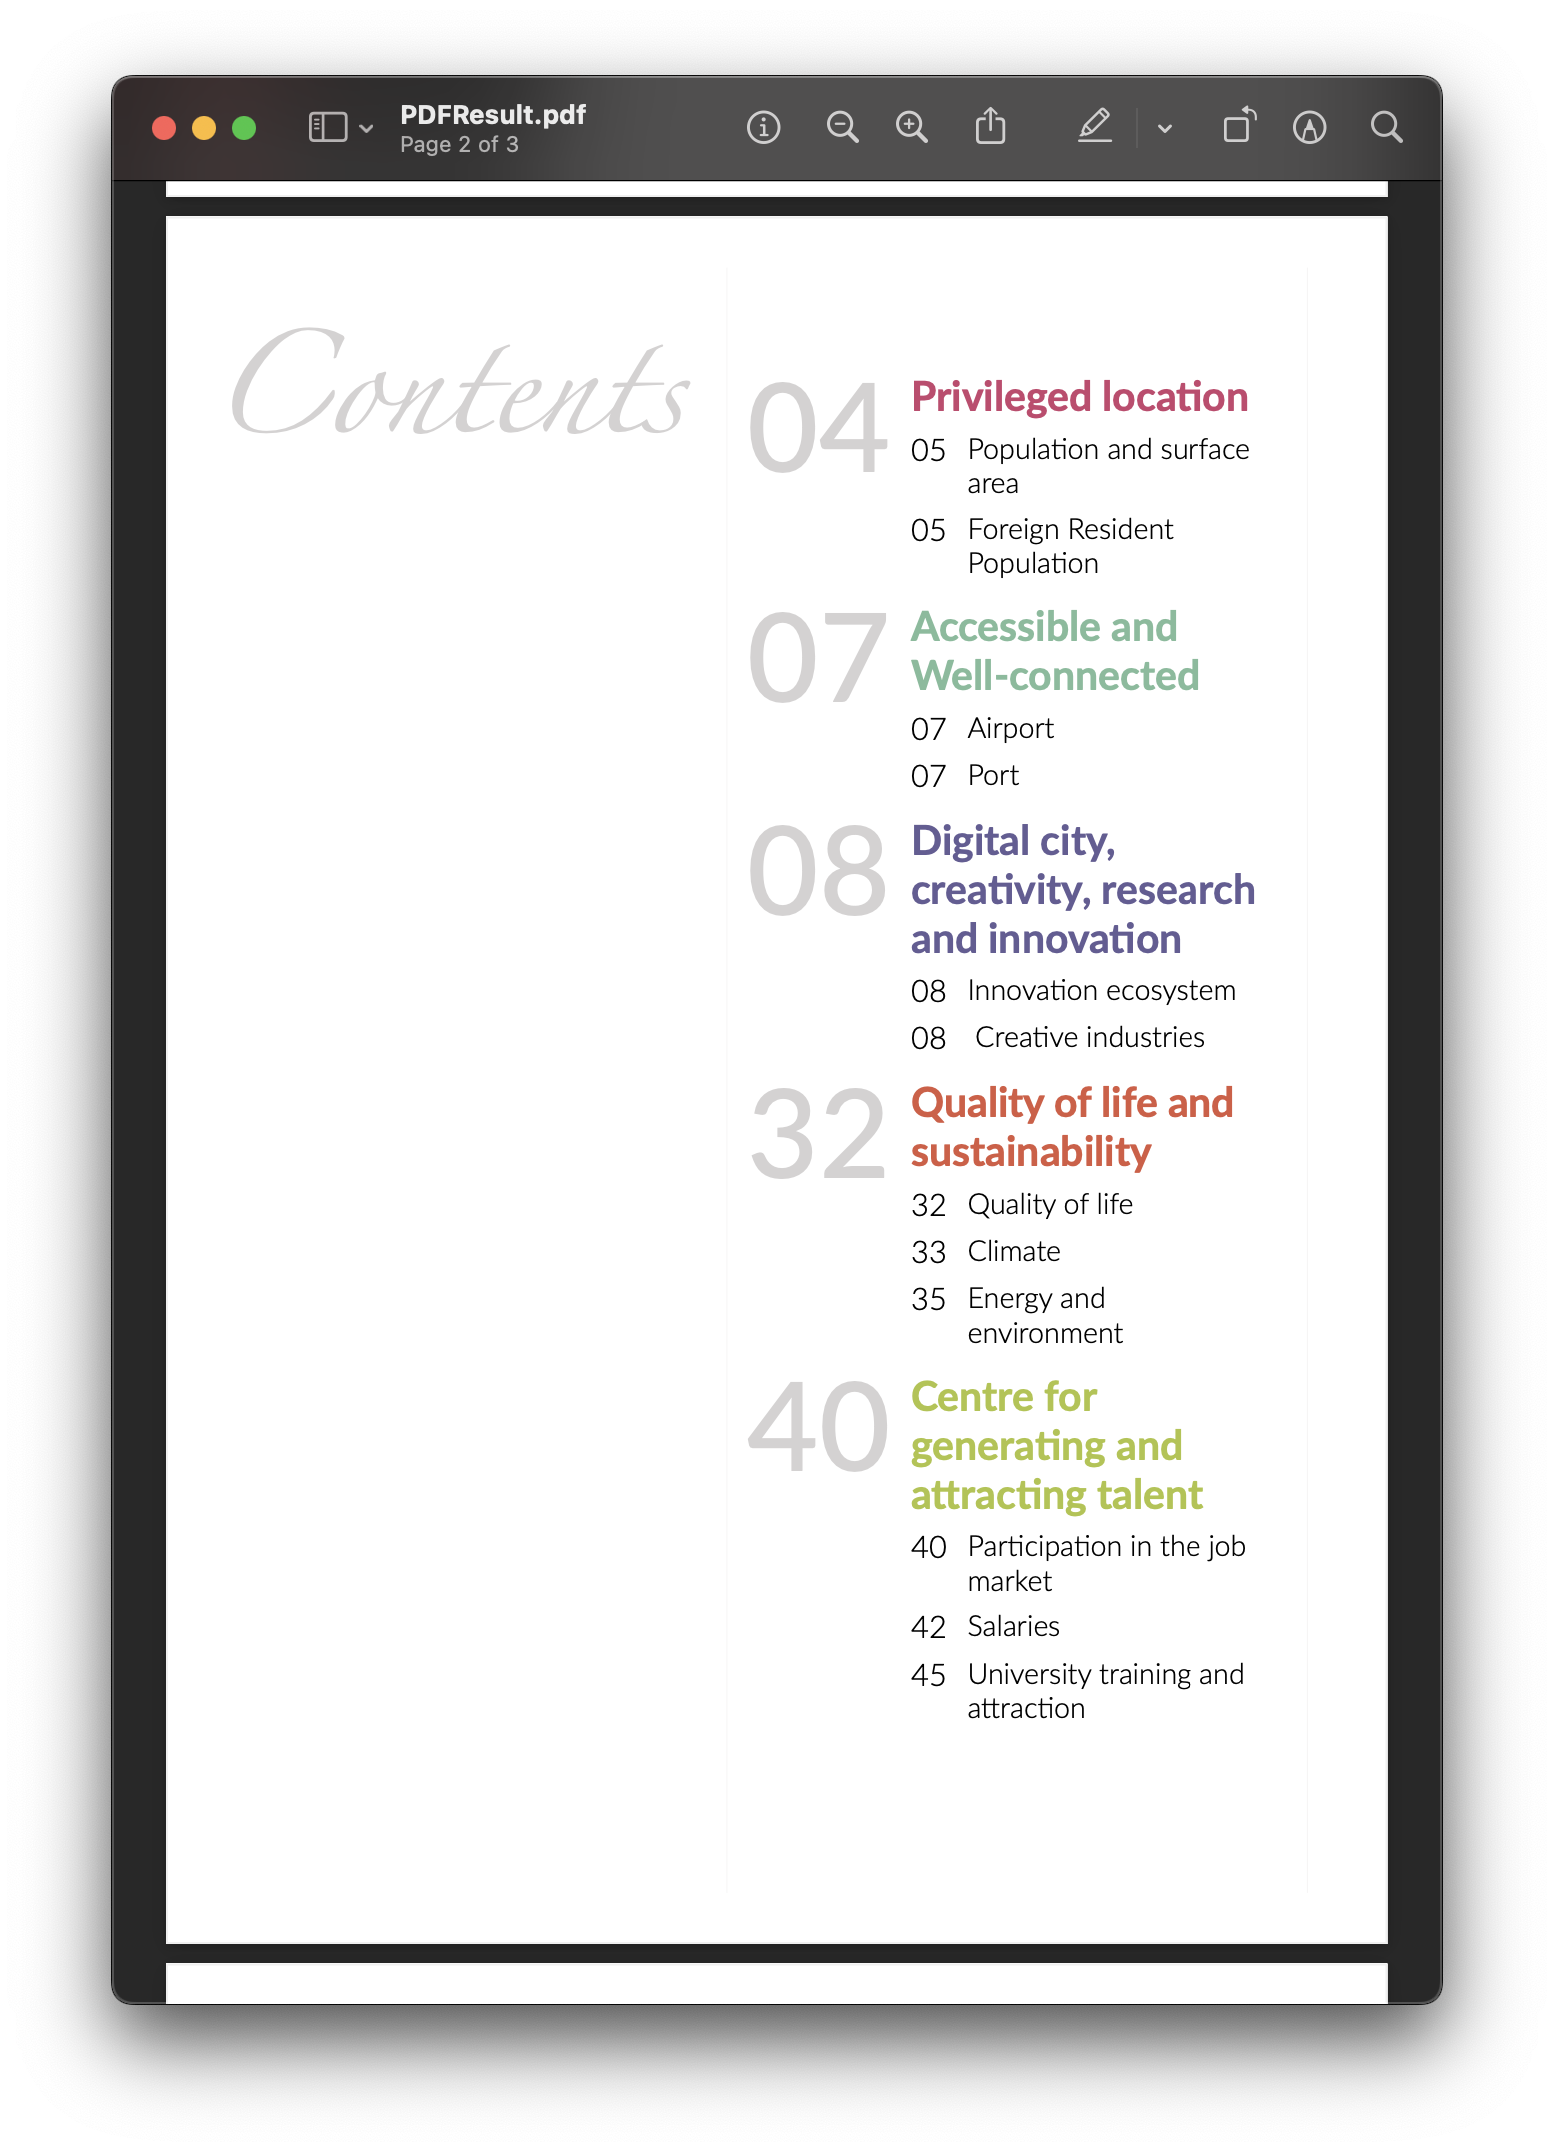 PDFResult.pdf
Page 2 of 3
Contents
04
Privileged location
05 Population and surface
area
05 Foreign Resident
Population
07
Accessible and
Well-connected
07 Airport
07 Port
08
Digital city,
creativity, research
and innovation
08 Innovation ecosystem
08 Creative industries
32
Quality of life and
sustainability
32 Quality of life
33 Climate
35 Energy and
environment
40
Centre for
generating and
attracting talent
40 Participation in the job
market
42 Salaries
45 University training and
attraction